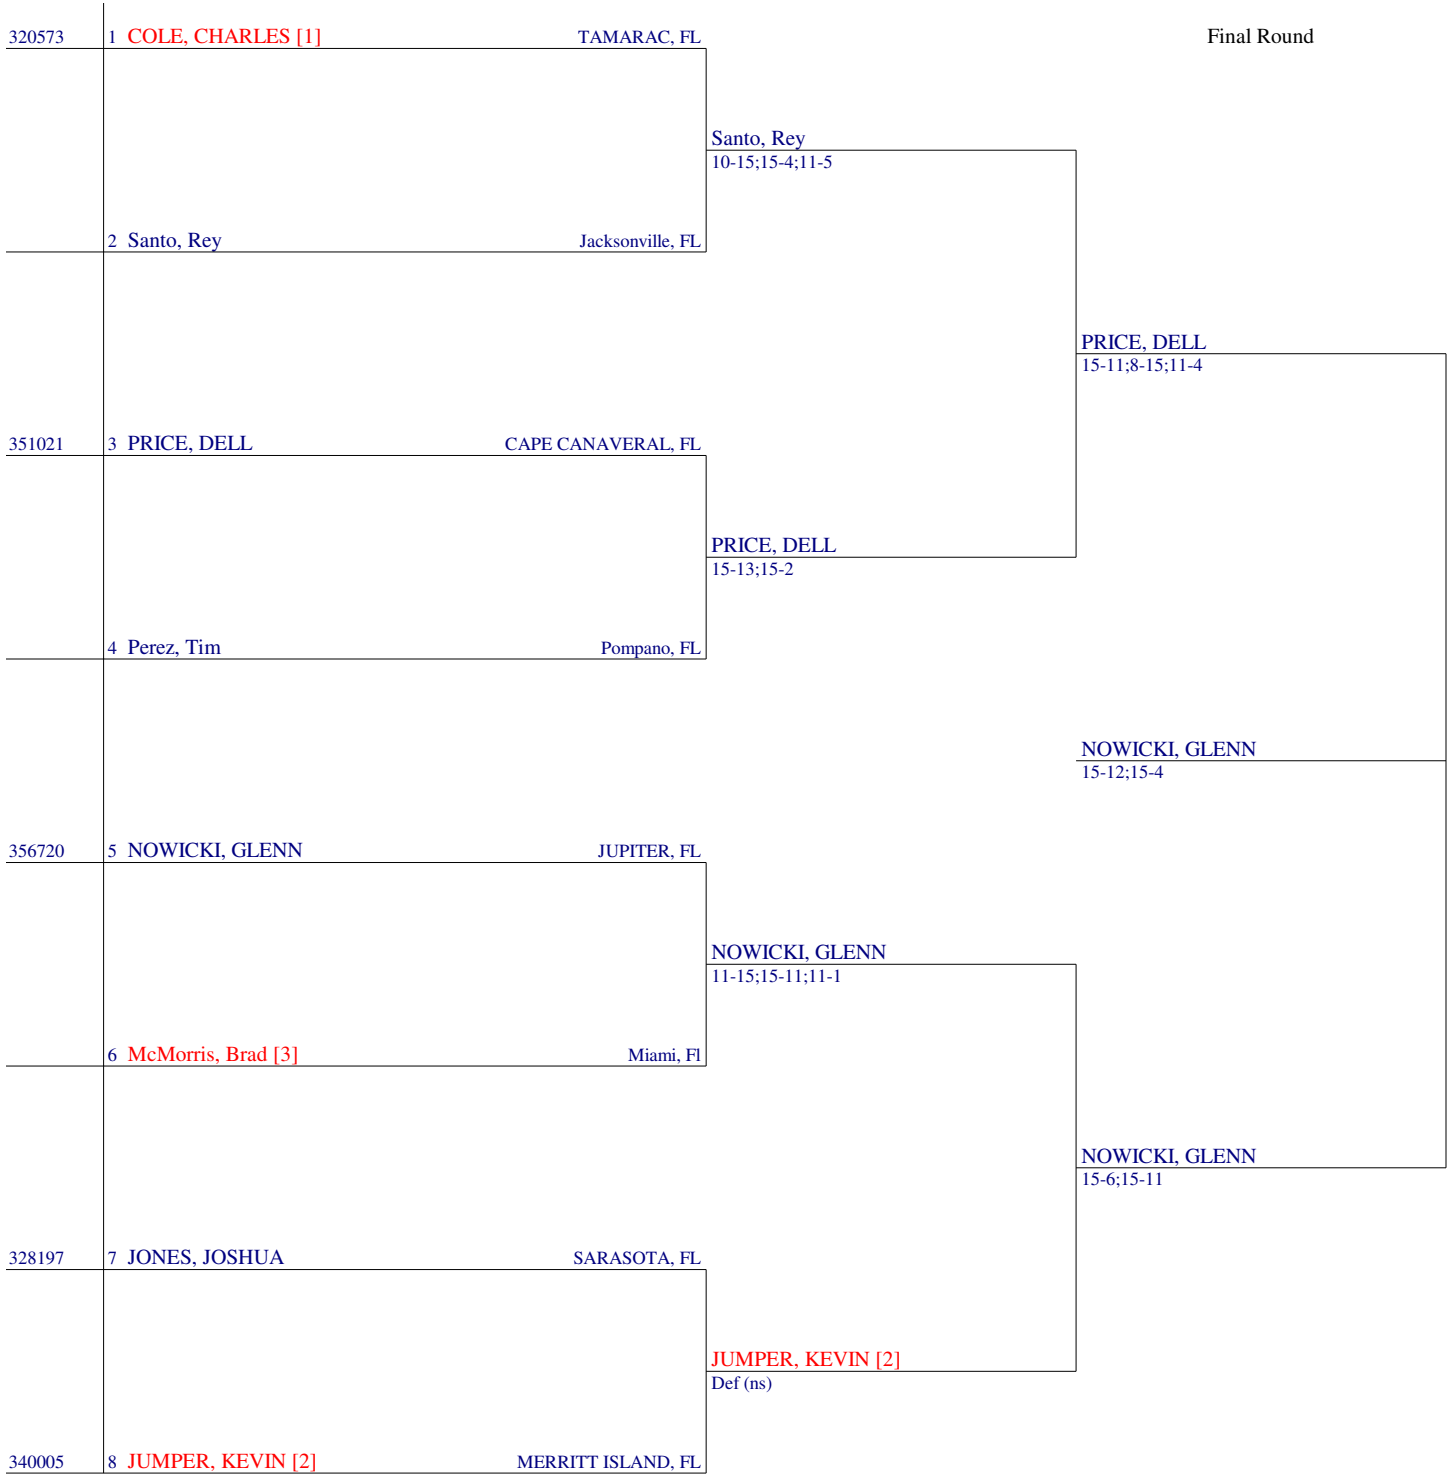 320573 1 COLE, CHARLES [1] TAMARAC, FL Final Round
Santo, Rey
10-15;15-4;11-5
2 Santo, Rey Jacksonville, FL
PRICE, DELL
15-11;8-15;11-4
351021 3 PRICE, DELL CAPE CANAVERAL, FL
PRICE, DELL
15-13;15-2
4 Perez, Tim Pompano, FL
NOWICKI, GLENN
15-12;15-4
356720 5 NOWICKI, GLENN JUPITER, FL
NOWICKI, GLENN
11-15;15-11;11-1
6 McMorris, Brad [3] Miami, Fl
NOWICKI, GLENN
15-6;15-11
328197 7 JONES, JOSHUA SARASOTA, FL
JUMPER, KEVIN [2]
Def (ns)
340005 8 JUMPER, KEVIN [2] MERRITT ISLAND, FL